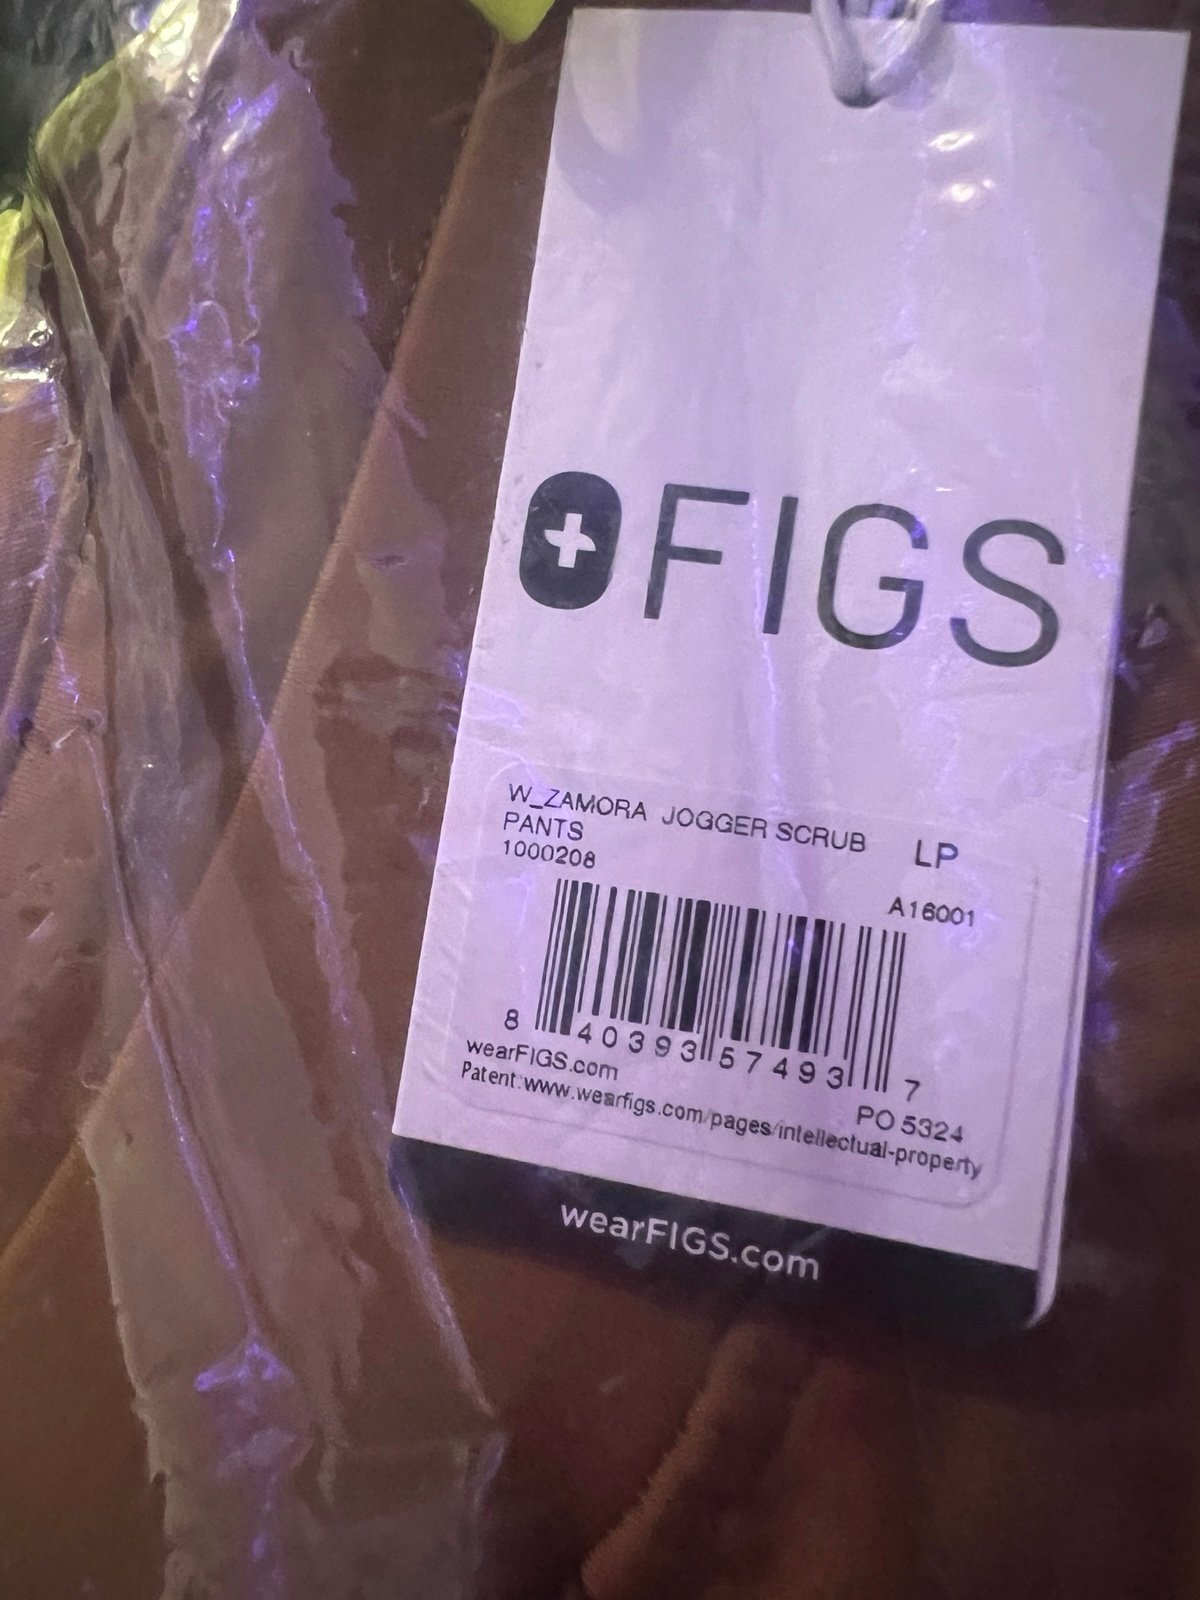 FIGS
W_ZAMORA JOGGER SCRUB LP
PANTS
1000208
A16001
8 40393 57493 7
wearFIGS.com
PO 5324
Patent:www.wearfigs.com/pages/intellectual-property
wearFIGS.com